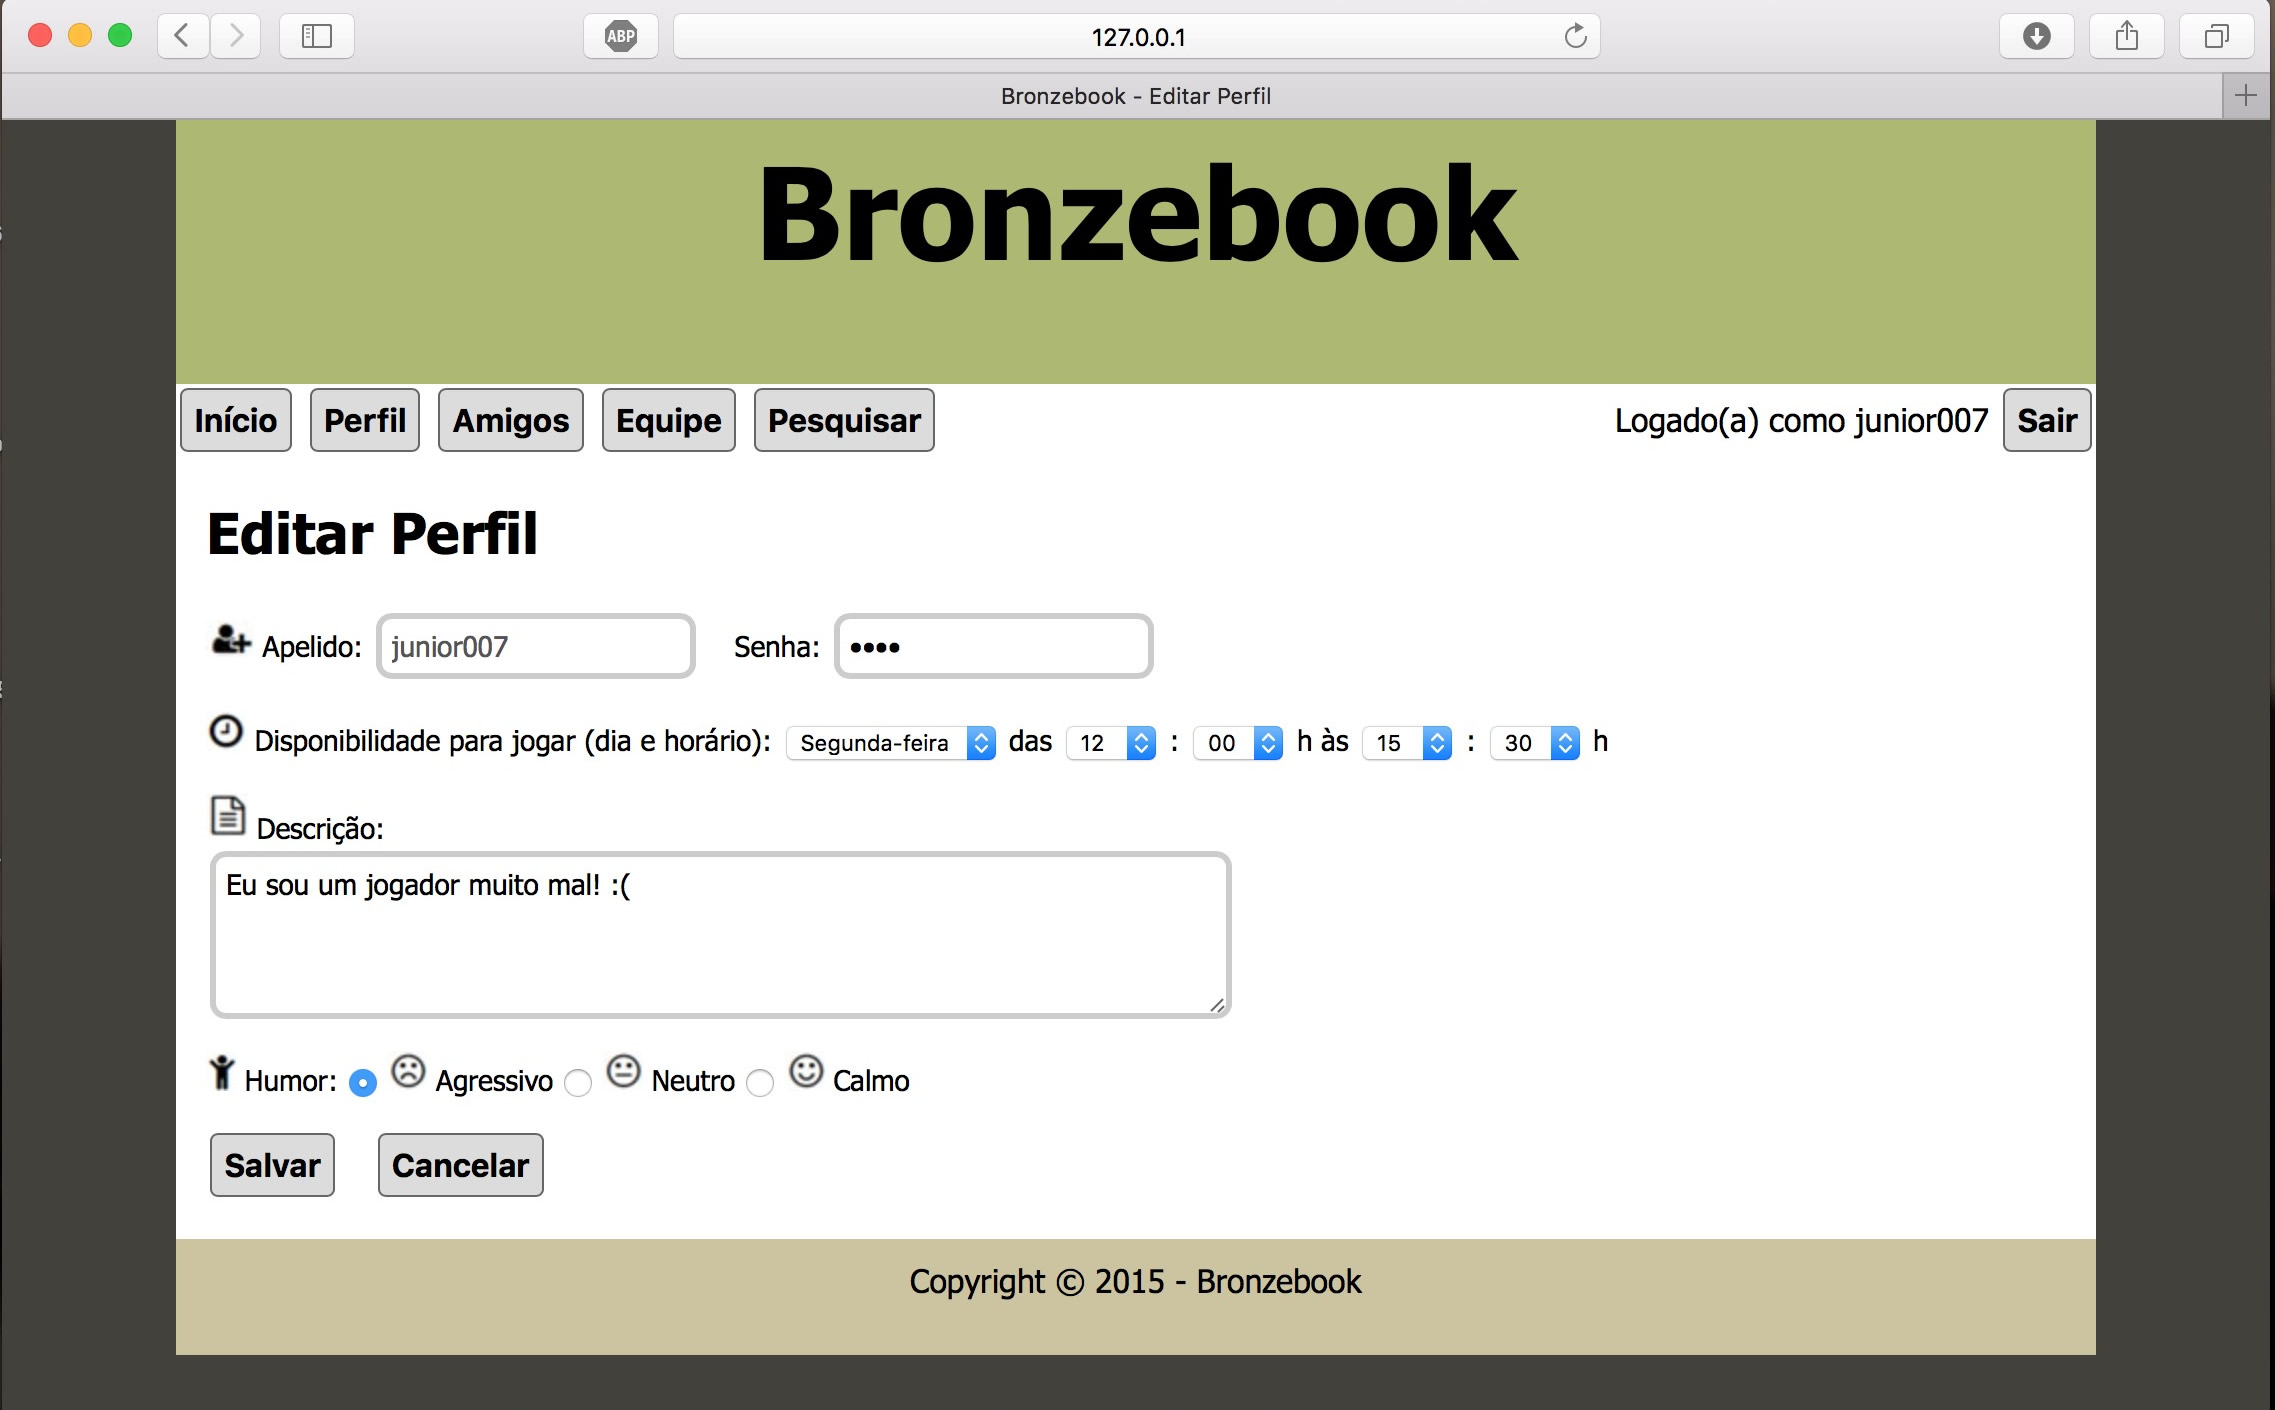 ABP
127.0.0.1
Bronzebook - Editar Perfil
Bronzebook
Início Perfil Amigos Equipe Pesquisar Logado(a) como junior007 Sair
Editar Perfil
Apelido: junior007 Senha: ••••
Disponibilidade para jogar (dia e horário): Segunda-feira das 12 : 00 h às 15 : 30 h
Descrição:
Eu sou um jogador muito mal! :(
Humor: Agressivo Neutro Calmo
Salvar Cancelar
Copyright © 2015 - Bronzebook